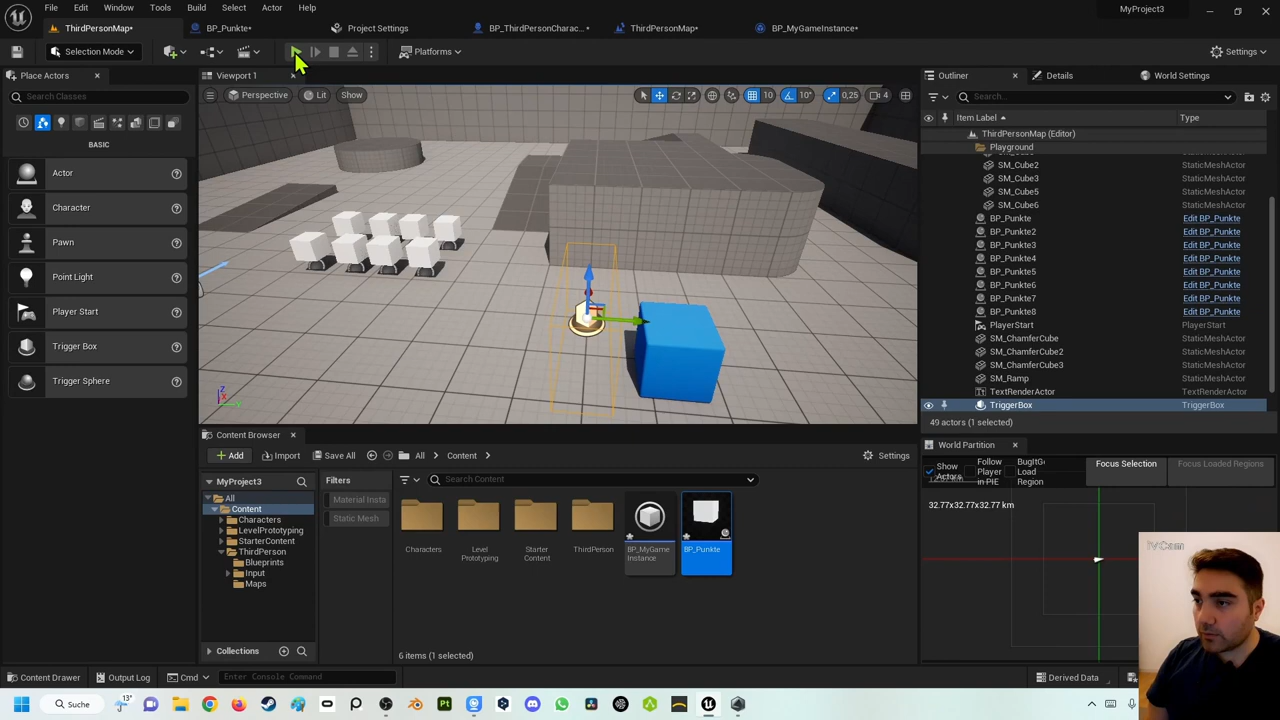 File Edit Window Tools Build Select Actor Help
MyProject3
ThirdPersonMap* BP_Punkte* Project Settings BP_ThirdPersonCharac...* ThirdPersonMap* BP_MyGameInstance*
Selection Mode Platforms Settings
Place Actors
Search Classes
BASIC
Actor
Character
Pawn
Point Light
Player Start
Trigger Box
Trigger Sphere
Viewport 1
Perspective Lit Show 10 10° 0,25 4
Outliner Details World Settings
Search...
Item Label Type
ThirdPersonMap (Editor)
Playground
SM_Cube2 StaticMeshActor
SM_Cube3 StaticMeshActor
SM_Cube5 StaticMeshActor
SM_Cube6 StaticMeshActor
BP_Punkte Edit BP_Punkte
BP_Punkte2 Edit BP_Punkte
BP_Punkte3 Edit BP_Punkte
BP_Punkte4 Edit BP_Punkte
BP_Punkte5 Edit BP_Punkte
BP_Punkte6 Edit BP_Punkte
BP_Punkte7 Edit BP_Punkte
BP_Punkte8 Edit BP_Punkte
PlayerStart PlayerStart
SM_ChamferCube StaticMeshActor
SM_ChamferCube2 StaticMeshActor
SM_ChamferCube3 StaticMeshActor
SM_Ramp StaticMeshActor
TextRenderActor TextRenderActor
TriggerBox TriggerBox
49 actors (1 selected)
World Partition
Show Actors Follow Player in PIE Load Region Focus Selection Focus Loaded Regions
32.77x32.77x32.77 km
Content Browser
Add Import Save All All Content Settings
MyProject3
All
Content
Characters
LevelPrototyping
StarterContent
ThirdPerson
Blueprints
Input
Maps
Collections
Filters
Material Insta
Static Mesh
Search Content
Characters
Level Prototyping
Starter Content
ThirdPerson
BP_MyGame Instance
BP_Punkte
6 items (1 selected)
iVCam
Content Drawer Output Log Cmd Enter Console Command Derived Data
Suche
13°